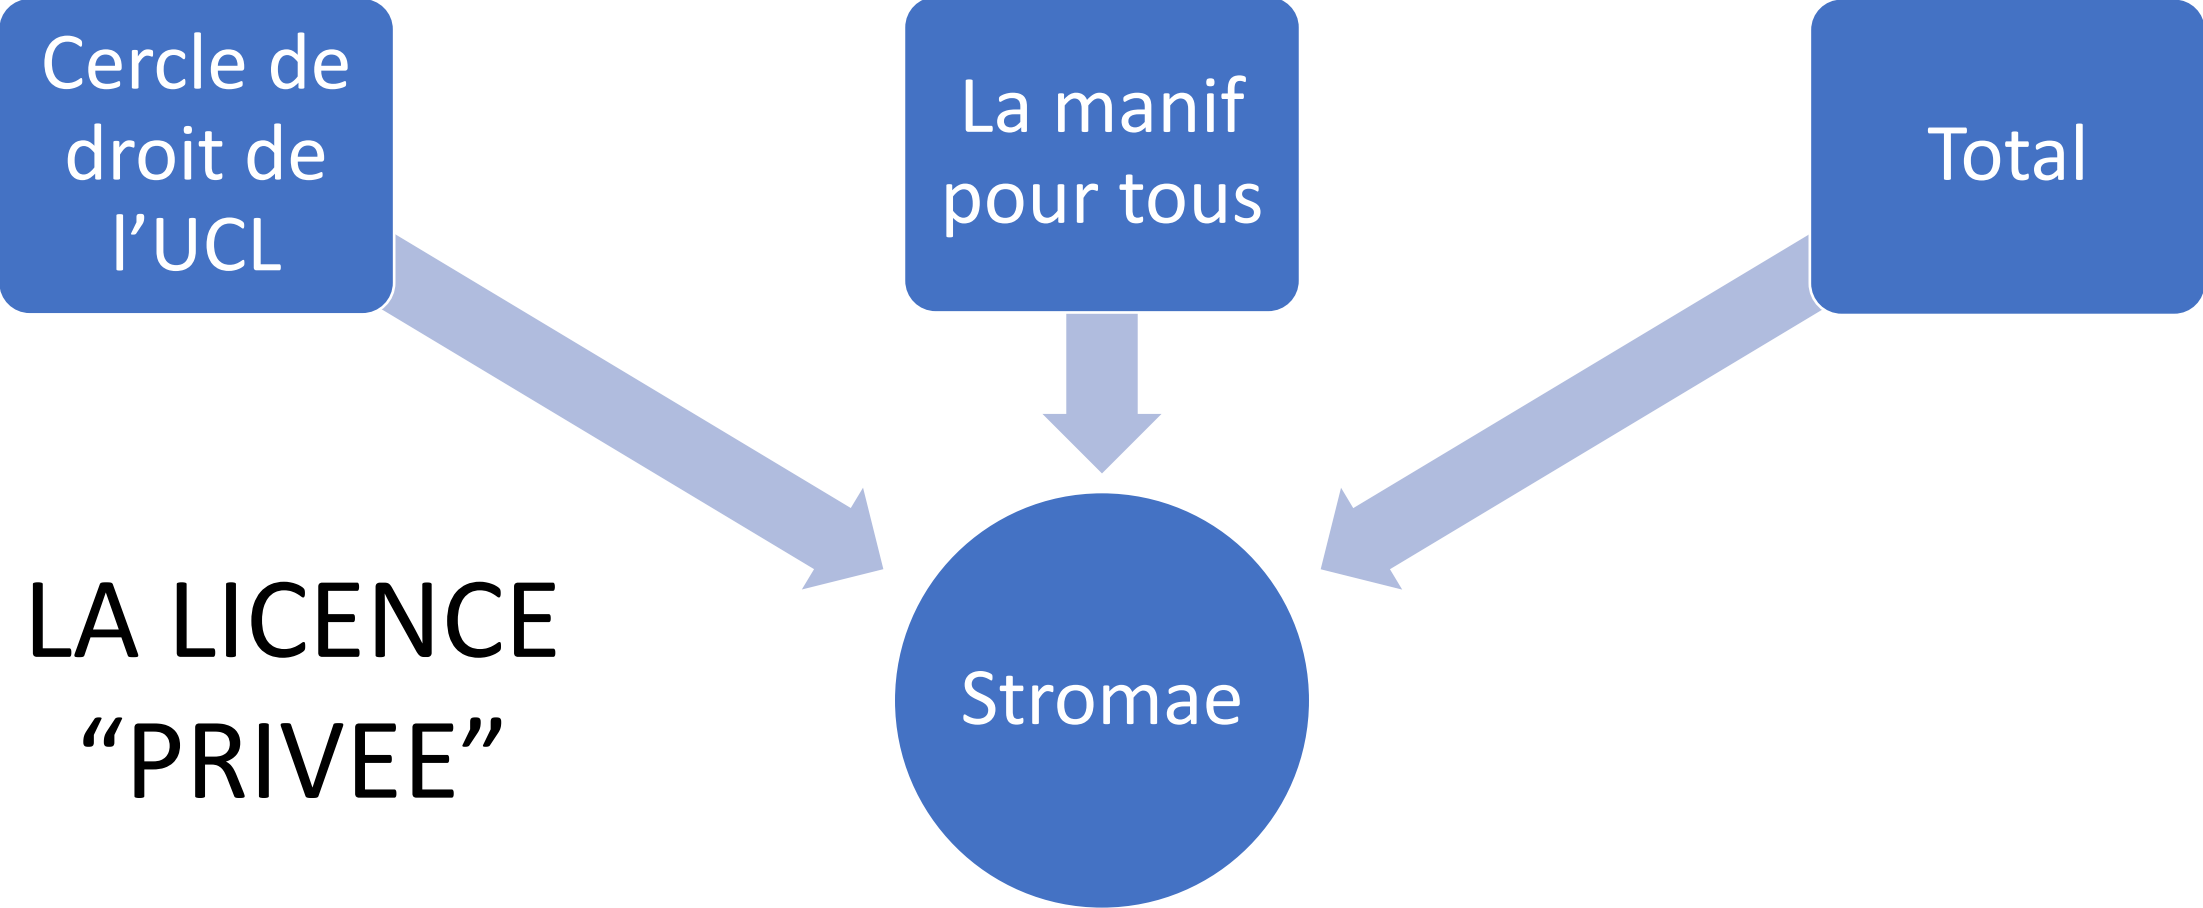 Cercle de
droit de
l’UCL
La manif
pour tous
Total
LA LICENCE
“PRIVEE”
Stromae